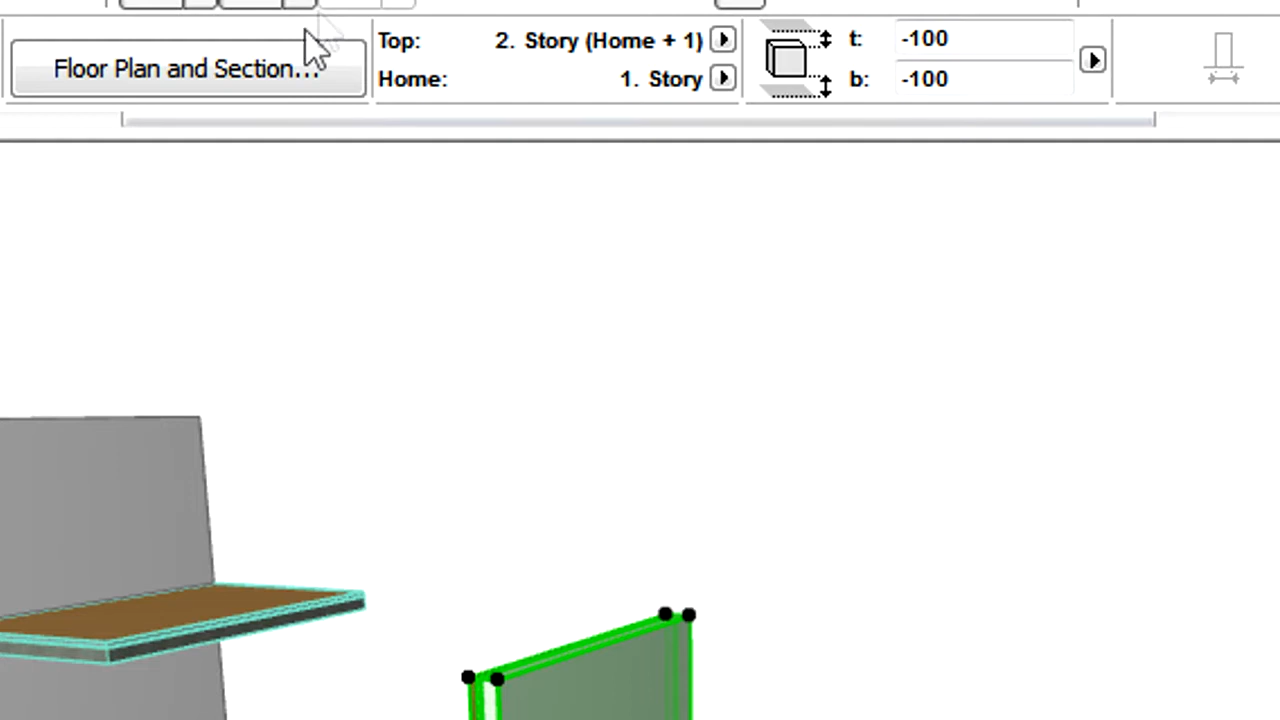 Floor Plan and Section...
Top: 2. Story (Home + 1)
Home: 1. Story
t: -100
b: -100